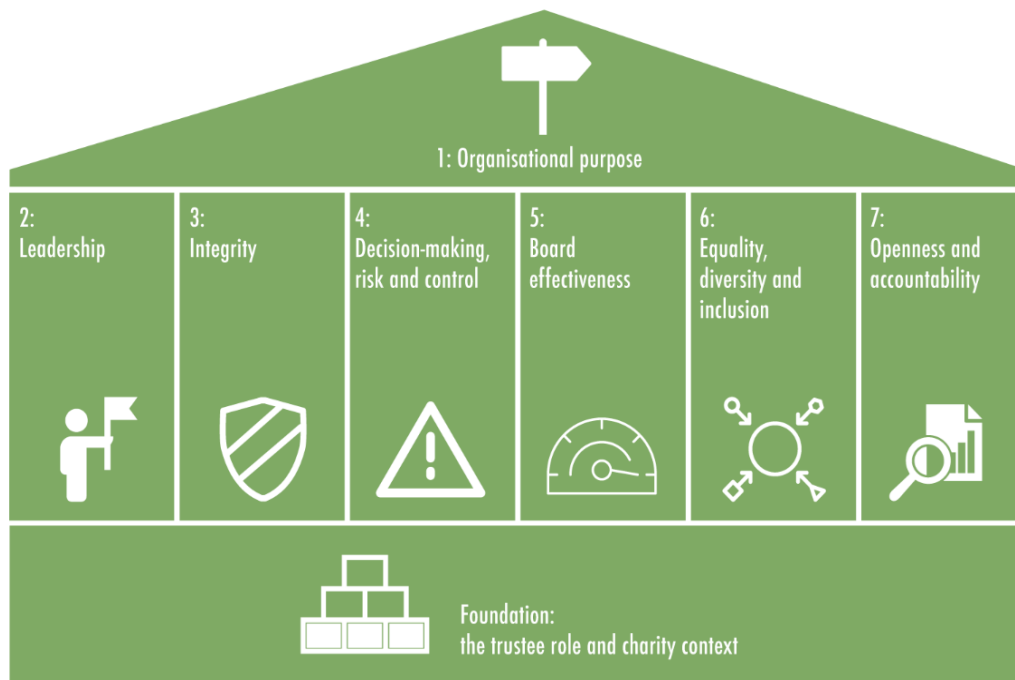 1: Organisational purpose
2:
Leadership
3:
Integrity
4:
Decision-making,
risk and control
5:
Board
effectiveness
6:
Equality,
diversity and
inclusion
7:
Openness and
accountability
Foundation:
the trustee role and charity context